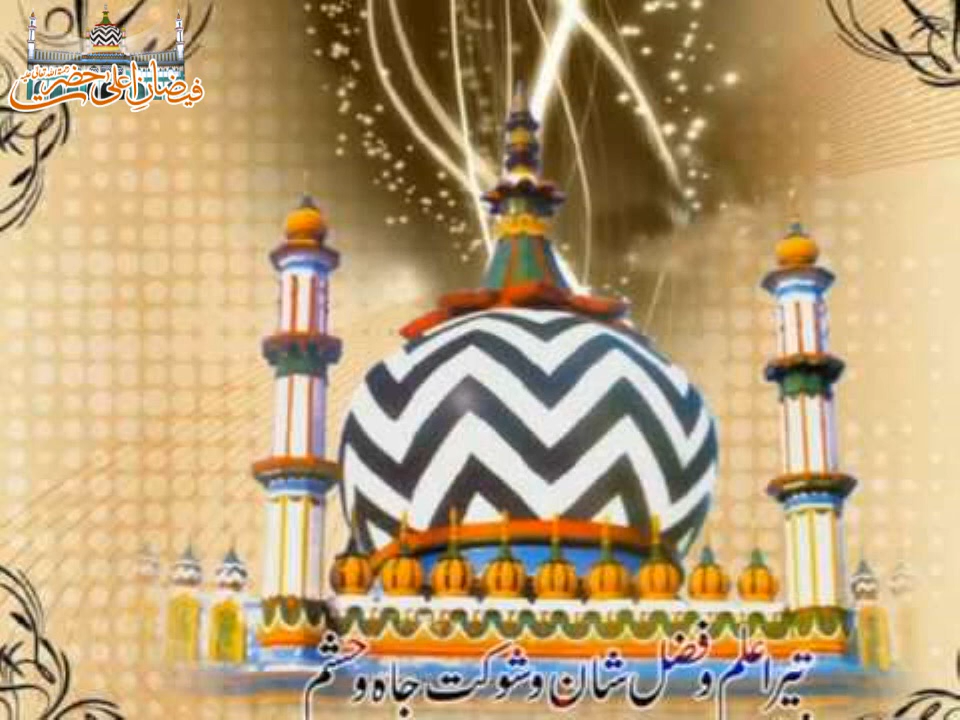 فیضانِ اعلیٰ حضرت
تیرا علم و فضل شان و شوکت جاہ و حشم